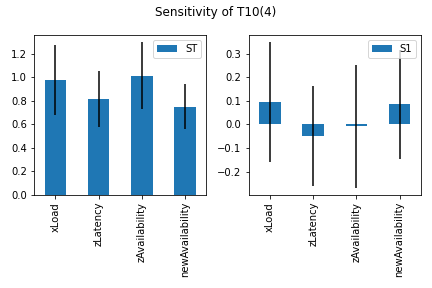 Sensitivity of T10(4)
ST
1.2
1.0
0.8
0.6
0.4
0.2
0.0
xLoad
zLatency
zAvailability
newAvailability
S1
0.3
0.2
0.1
0.0
−0.1
−0.2
xLoad
zLatency
zAvailability
newAvailability